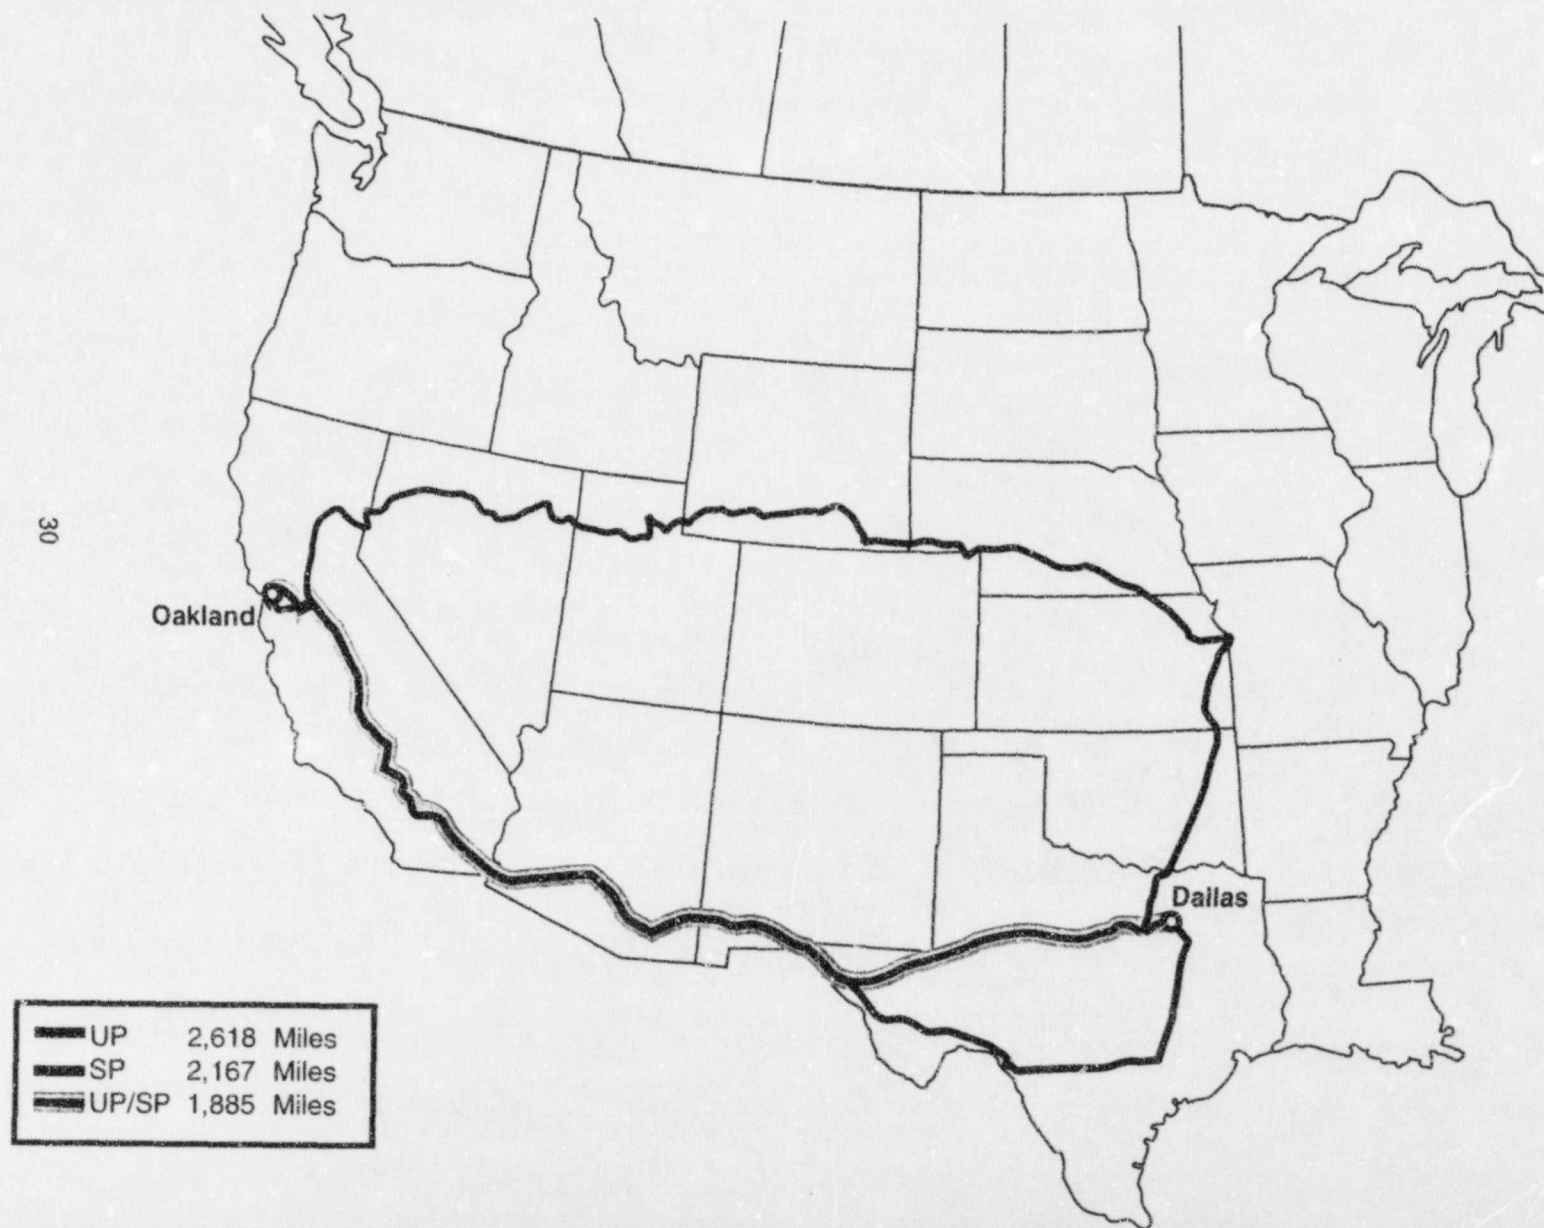 30
Oakland
Dallas
UP 2,618 Miles
SP 2,167 Miles
UP/SP 1,885 Miles